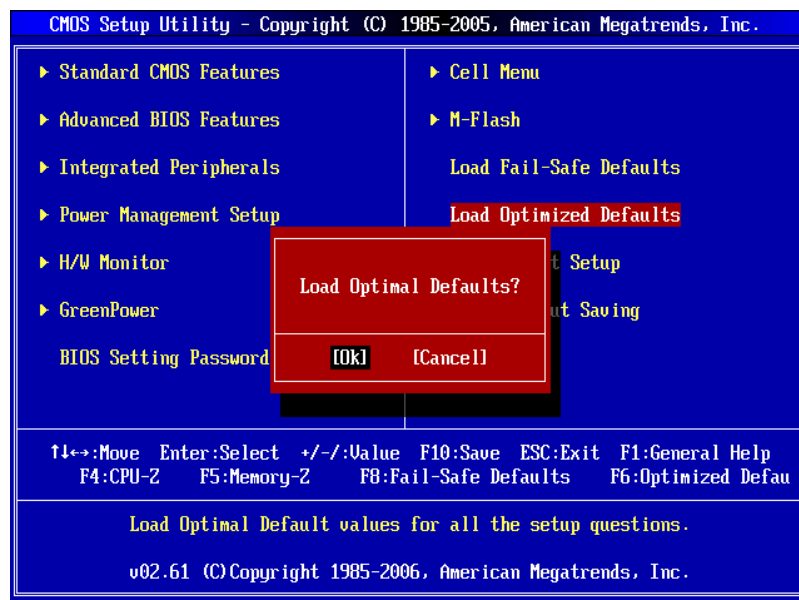 CMOS Setup Utility - Copyright (C) 1985-2005, American Megatrends, Inc.
▶ Standard CMOS Features
▶ Advanced BIOS Features
▶ Integrated Peripherals
▶ Power Management Setup
▶ H/W Monitor
▶ GreenPower
BIOS Setting Password
▶ Cell Menu
▶ M-Flash
Load Fail-Safe Defaults
Load Optimized Defaults
t Setup
ut Saving
Load Optimal Defaults?
[Ok] [Cancel]
↑↓←→:Move Enter:Select +/-/:Value F10:Save ESC:Exit F1:General Help
F4:CPU-Z F5:Memory-Z F8:Fail-Safe Defaults F6:Optimized Defau
Load Optimal Default values for all the setup questions.
v02.61 (C)Copyright 1985-2006, American Megatrends, Inc.